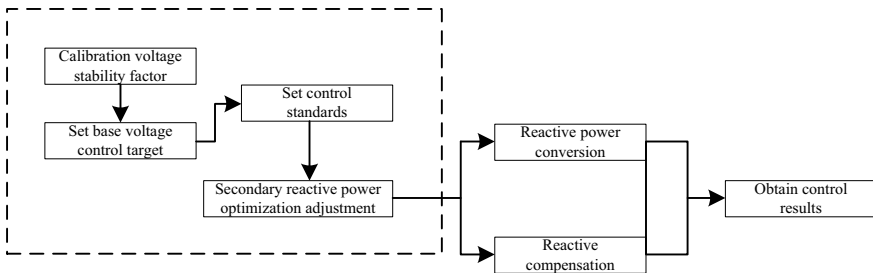 Calibration voltage
stability factor
Set base voltage
control target
Set control
standards
Secondary reactive power
optimization adjustment
Reactive power
conversion
Reactive
compensation
Obtain control
results